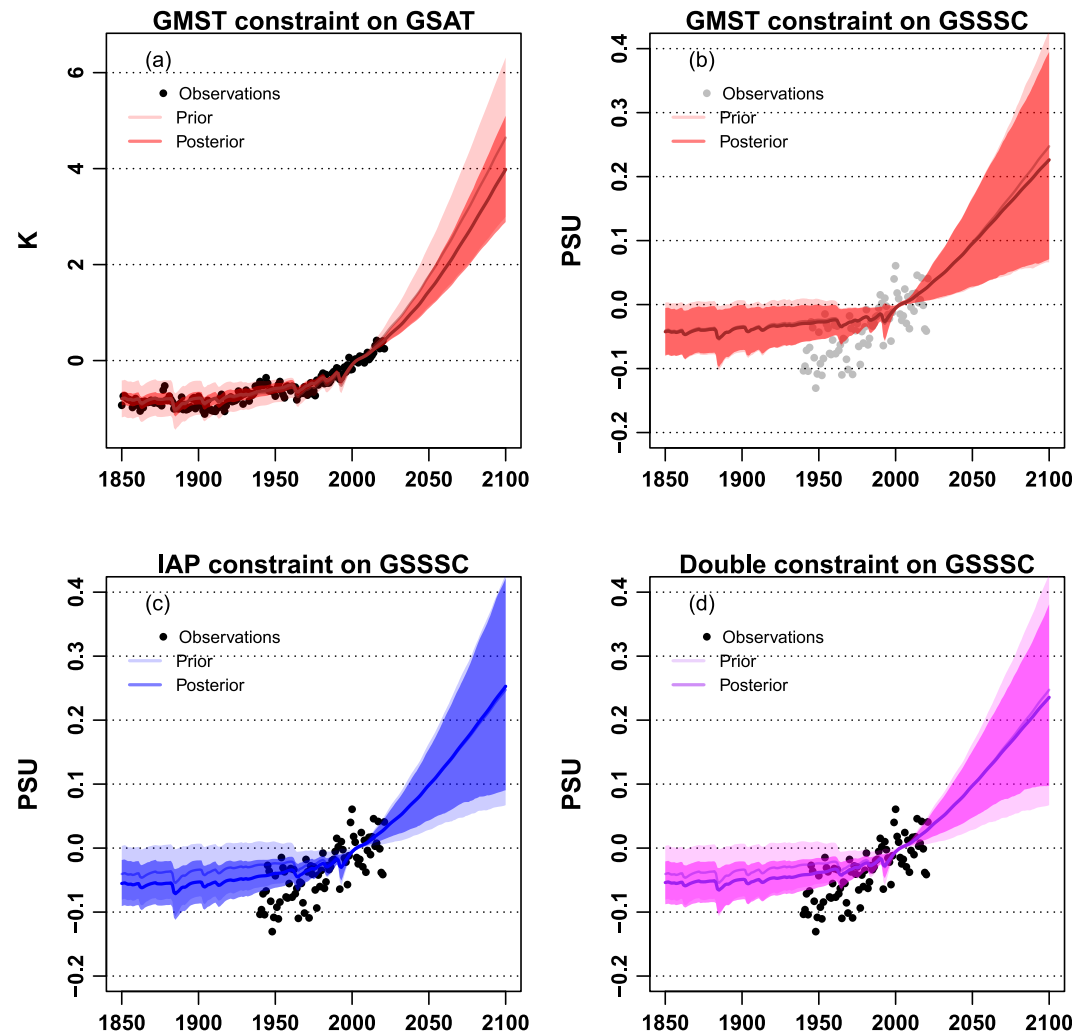 GMST constraint on GSAT
(a)
Observations
Prior
Posterior
K
6
4
2
0
1850 1900 1950 2000 2050 2100
GMST constraint on GSSSC
(b)
Observations
Prior
Posterior
PSU
0.4
0.3
0.2
0.1
0.0
−0.1
−0.2
1850 1900 1950 2000 2050 2100
IAP constraint on GSSSC
(c)
Observations
Prior
Posterior
PSU
0.4
0.3
0.2
0.1
0.0
−0.1
−0.2
1850 1900 1950 2000 2050 2100
Double constraint on GSSSC
(d)
Observations
Prior
Posterior
PSU
0.4
0.3
0.2
0.1
0.0
−0.1
−0.2
1850 1900 1950 2000 2050 2100